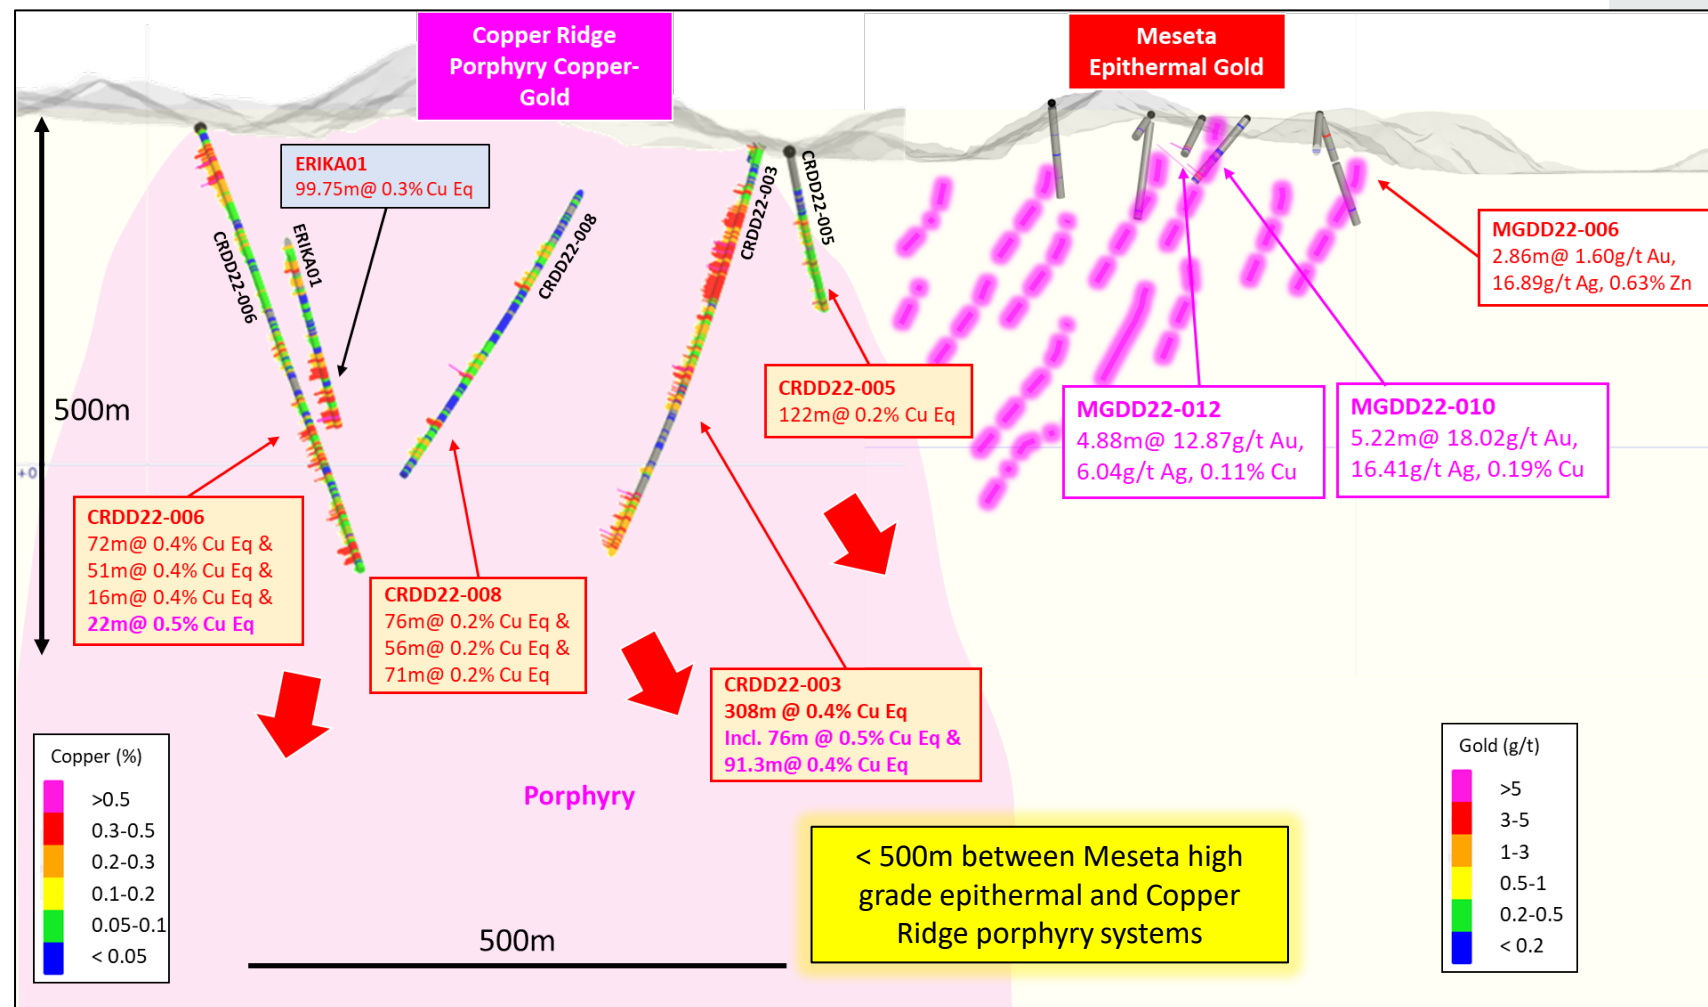 Copper Ridge
Porphyry Copper-
Gold
Meseta
Epithermal Gold
ERIKA01
99.75m@ 0.3% Cu Eq
CRDD22-006
ERIKA01
CRDD22-008
CRDD22-003
CRDD22-005
MGDD22-006
2.86m@ 1.60g/t Au,
16.89g/t Ag, 0.63% Zn
500m
CRDD22-005
122m@ 0.2% Cu Eq
MGDD22-012
4.88m@ 12.87g/t Au,
6.04g/t Ag, 0.11% Cu
MGDD22-010
5.22m@ 18.02g/t Au,
16.41g/t Ag, 0.19% Cu
+0
CRDD22-006
72m@ 0.4% Cu Eq &
51m@ 0.4% Cu Eq &
16m@ 0.4% Cu Eq &
22m@ 0.5% Cu Eq
CRDD22-008
76m@ 0.2% Cu Eq &
56m@ 0.2% Cu Eq &
71m@ 0.2% Cu Eq
CRDD22-003
308m @ 0.4% Cu Eq
Incl. 76m @ 0.5% Cu Eq &
91.3m@ 0.4% Cu Eq
Porphyry
Copper (%)
>0.5
0.3-0.5
0.2-0.3
0.1-0.2
0.05-0.1
< 0.05
500m
< 500m between Meseta high
grade epithermal and Copper
Ridge porphyry systems
Gold (g/t)
>5
3-5
1-3
0.5-1
0.2-0.5
< 0.2